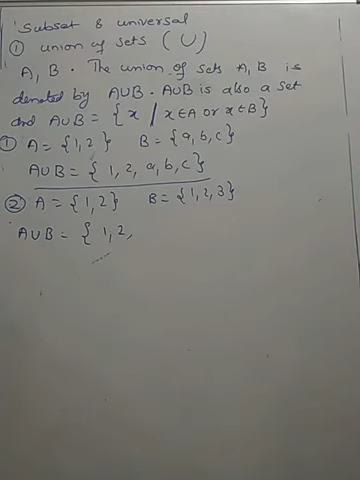 Subset & universal
① union of sets (∪)
A, B. The union of sets A, B is
denoted by A∪B. A∪B is also a set
and A∪B = {x / x∈A or x∈B}
① A = {1,2} B = {a,b,c}
A∪B = {1, 2, a, b, c}
② A = {1,2} B = {1,2,3}
A∪B = { 1, 2,